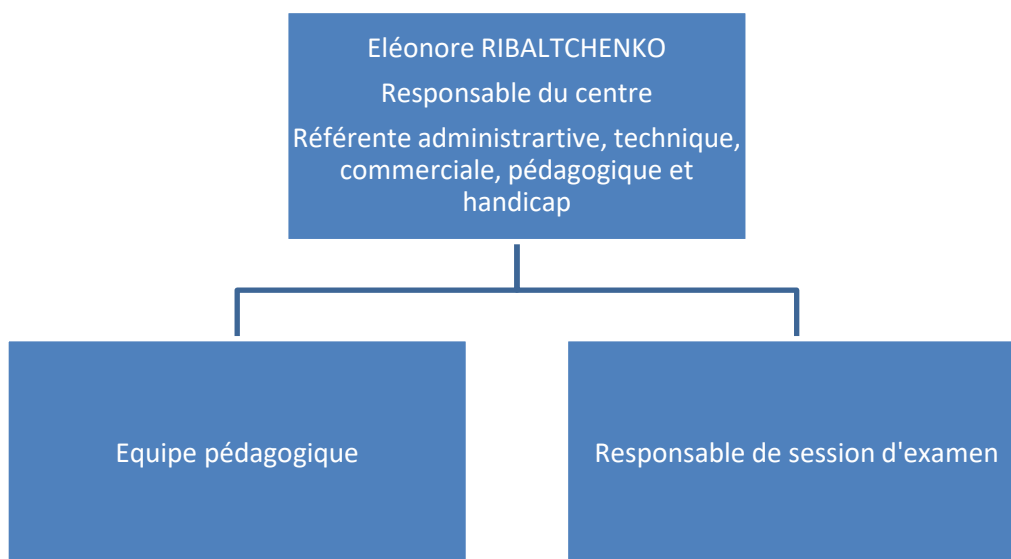 Eléonore RIBALTCHENKO
Responsable du centre
Référente administrartive, technique,
commerciale, pédagogique et
handicap
Equipe pédagogique
Responsable de session d'examen